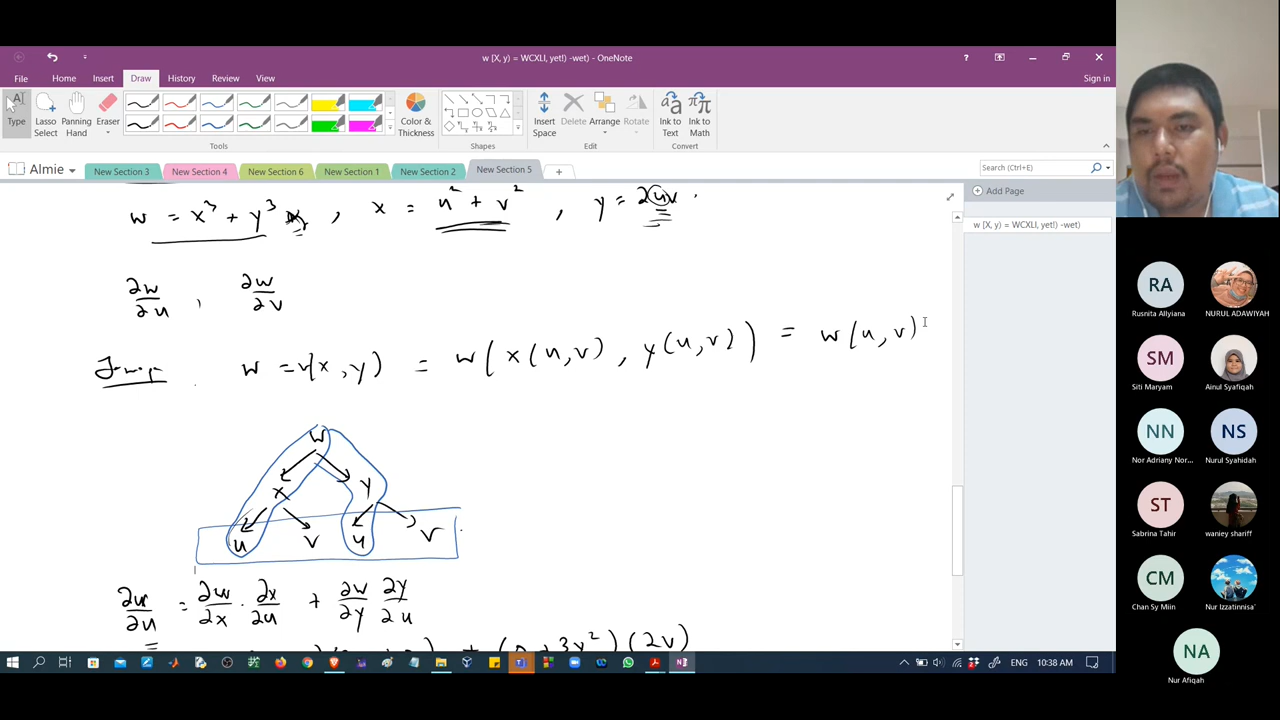 w [X, y) = WCXLI, yet!) -wet) - OneNote
?
File Home Insert Draw History Review View Sign in
Type Lasso Select Panning Hand Eraser Color & Thickness Insert Space Delete Arrange Rotate Ink to Text Ink to Math
Tools Shapes Edit Convert
Almie New Section 3 New Section 4 New Section 6 New Section 1 New Section 2 New Section 5 Search (Ctrl+E)
Add Page
w [X, y) = WCXLI, yet!) -wet)
w = x³ + y³ , x = u² + v² , y = 2uv .
∂w/∂u , ∂w/∂v
w = w(x, y) = w(x(u,v), y(u,v)) = w(u,v)
w
x y
u v u v
∂w/∂u = ∂w/∂x · ∂x/∂u + ∂w/∂y ∂y/∂u
=
+ 3y²)(2v)
RA
Rusnita Allyiana NURUL ADAWIYAH
SM
Siti Maryam Ainul Syafiqah
NN NS
Nor Adriany Nor... Nurul Syahidah
ST
Sabrina Tahir waniey shariff
CM
Chan Sy Miin Nur Izzatinnisa'
NA
Nur Afiqah
ENG 10:38 AM